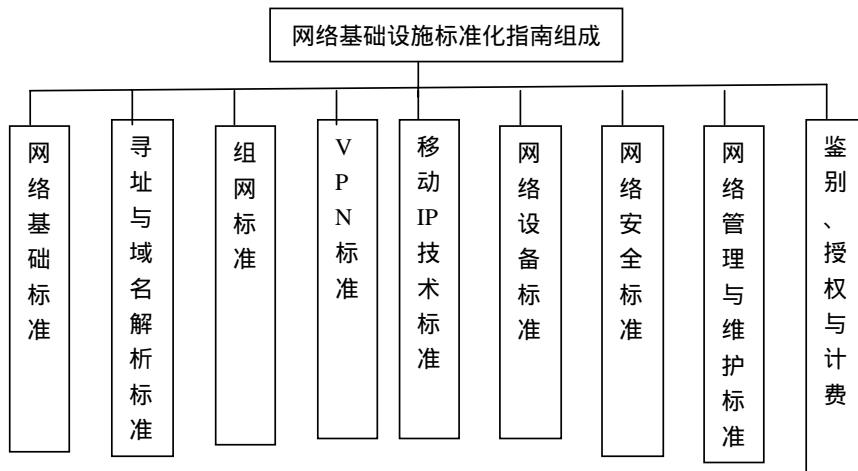 网络基础设施标准化指南组成
网络基础标准
寻址与域名解析标准
组网标准
VPN标准
移动IP技术标准
网络设备标准
网络安全标准
网络管理与维护标准
鉴别、授权与计费